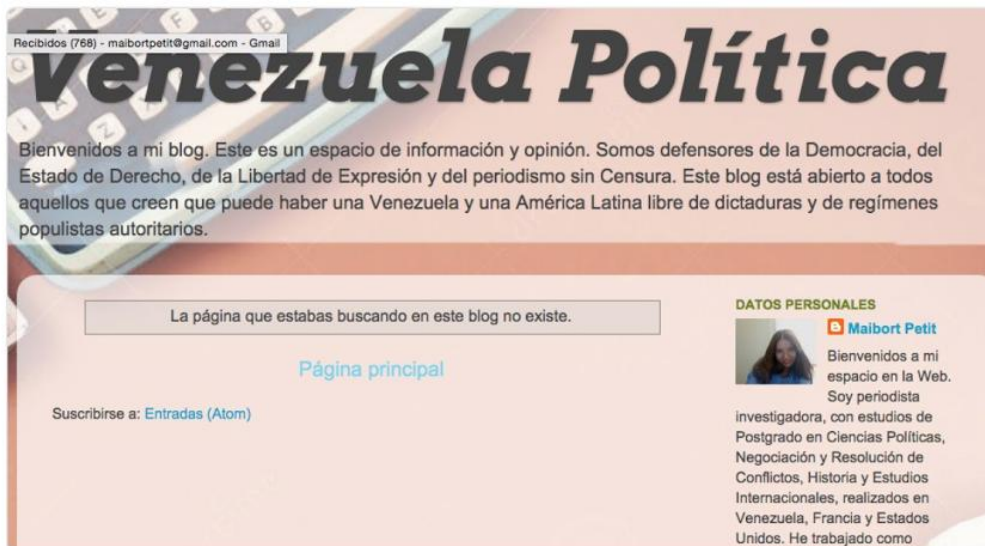 Recibidos (768) - maibortpetit@gmail.com - Gmail
Venezuela Política
Bienvenidos a mi blog. Este es un espacio de información y opinión. Somos defensores de la Democracia, del
Estado de Derecho, de la Libertad de Expresión y del periodismo sin Censura. Este blog está abierto a todos
aquellos que creen que puede haber una Venezuela y una América Latina libre de dictaduras y de regímenes
populistas autoritarios.
La página que estabas buscando en este blog no existe.
Página principal
Suscribirse a: Entradas (Atom)
DATOS PERSONALES
Maibort Petit
Bienvenidos a mi
espacio en la Web.
Soy periodista
investigadora, con estudios de
Postgrado en Ciencias Políticas,
Negociación y Resolución de
Conflictos, Historia y Estudios
Internacionales, realizados en
Venezuela, Francia y Estados
Unidos. He trabajado como